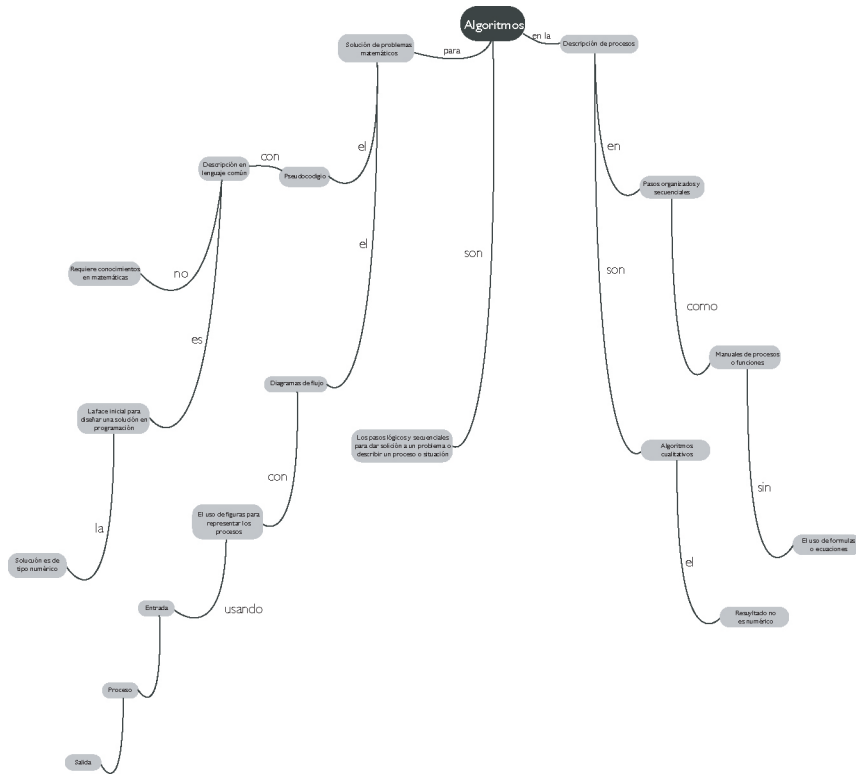 Algoritmos
en la
Descripción de procesos
para
Solución de problemas
matemáticos
el
con
Pseudocodigio
Descripción en
lenguaje común
en
Pasos organizados y
secuenciales
no
Requiere conocimientos
en matemáticas
el
son
son
como
es
Manuales de procesos
o funciones
Diagramas de flujo
La face inicial para
diseñar una solución en
programación
Los pasos lógicos y secuenciales
para dar solición a un problema o
describir un proceso o situación
Algoritmos
cualitativos
con
sin
la
El uso de figuras para
representar los
procesos
El uso de formulas
o ecuaciones
Solucuón es de
tipo numérico
el
Entrada
usando
Resuyltado no
es numérico
Proceso
Salida